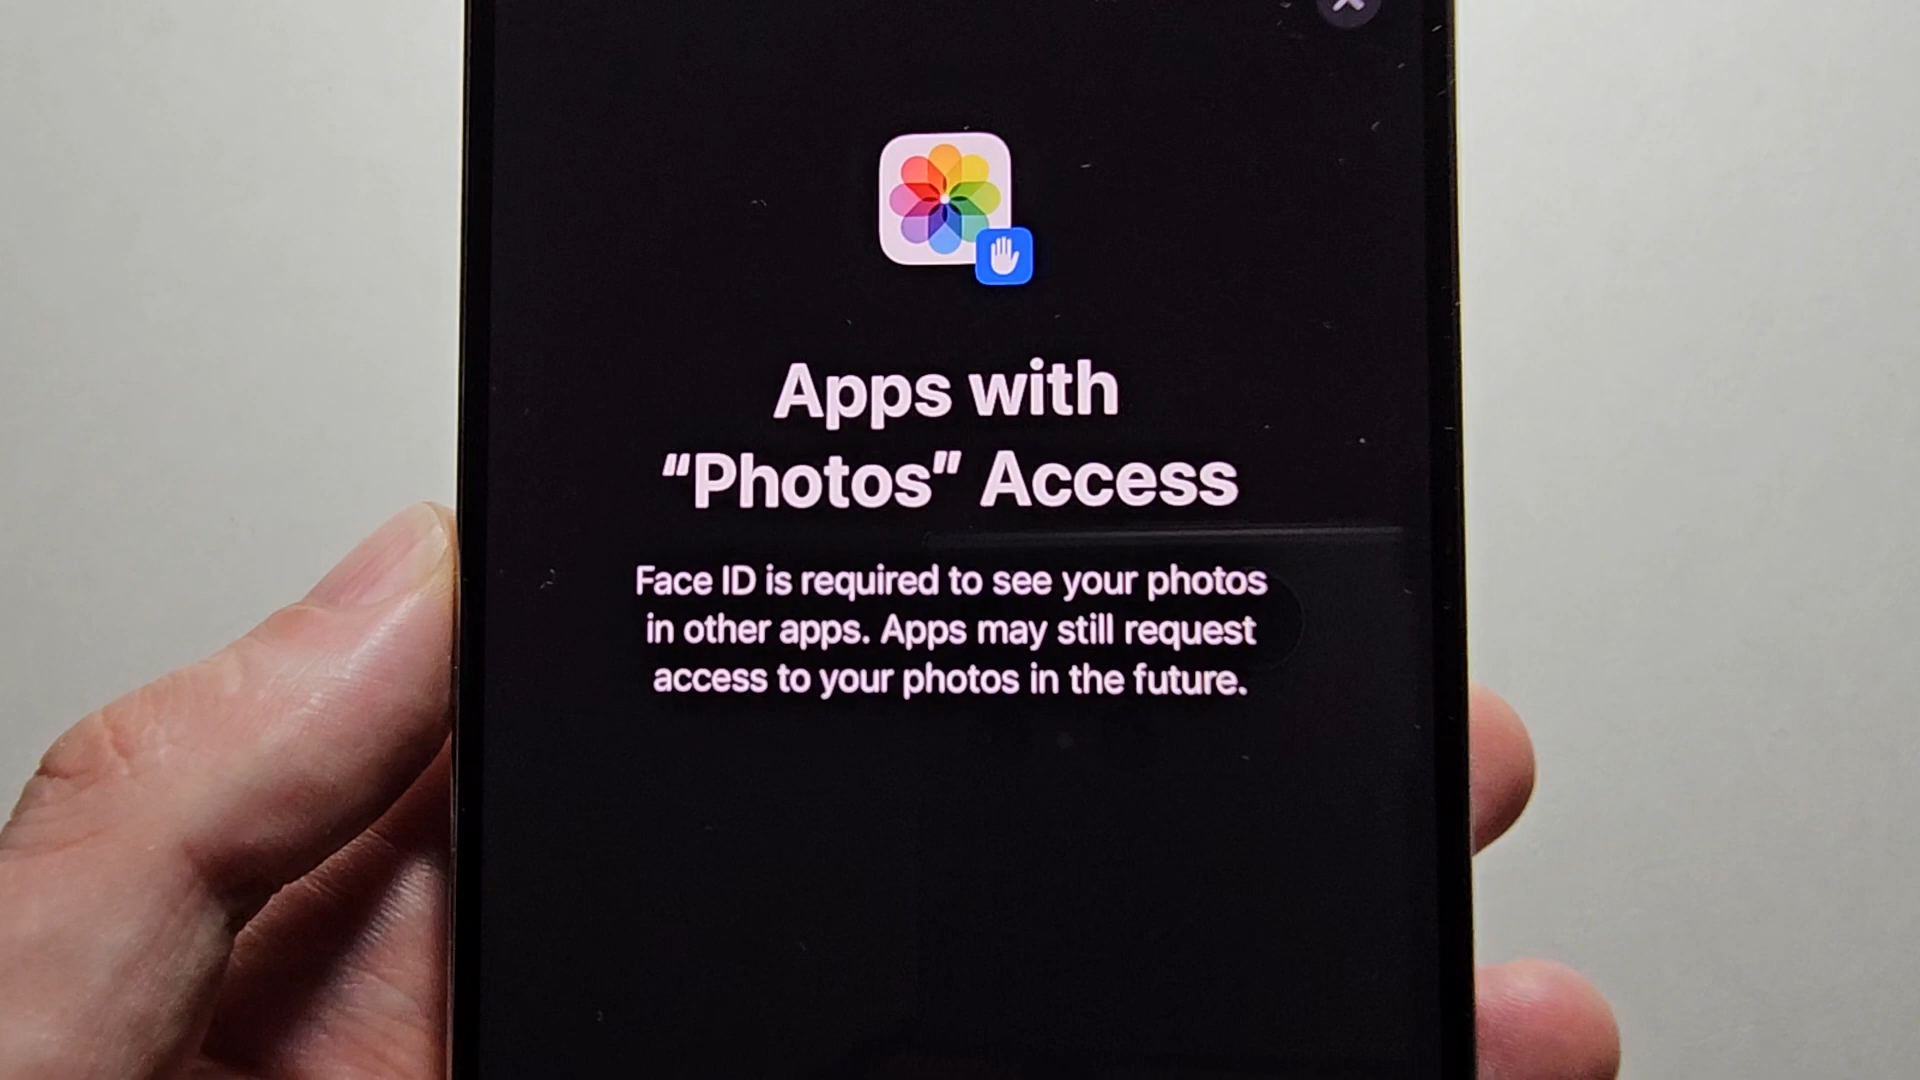 Apps with
“Photos” Access
Face ID is required to see your photos
in other apps. Apps may still request
access to your photos in the future.